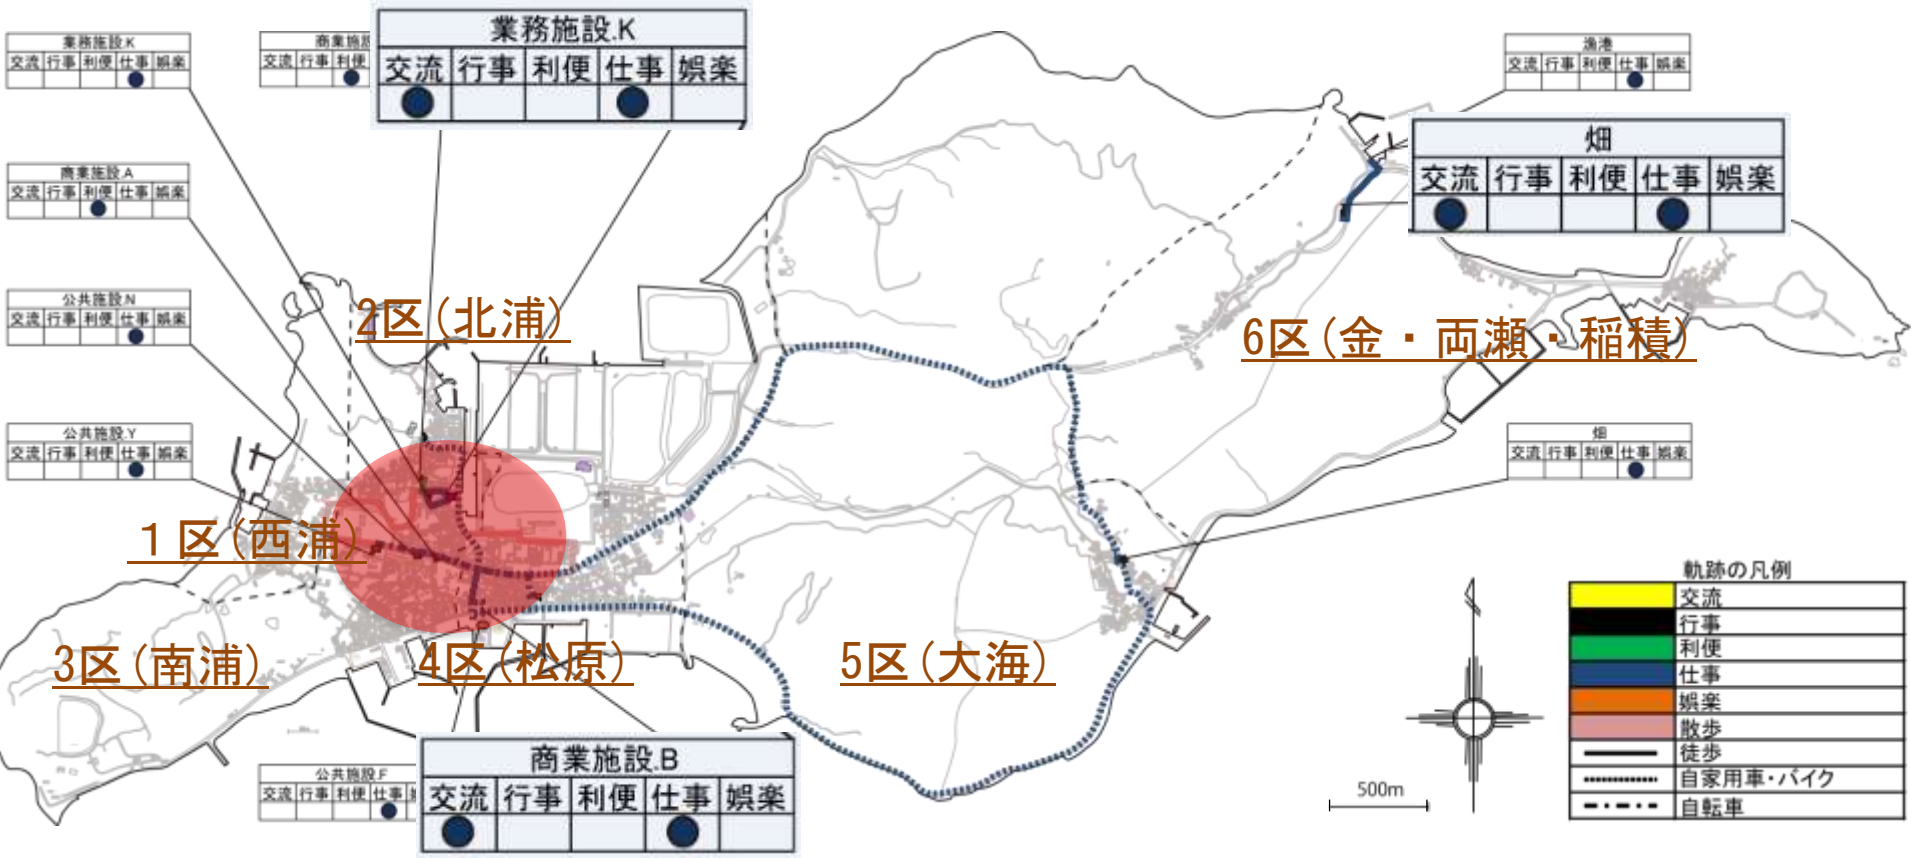 業務施設.K
交流 行事 利便 仕事 娯楽
商業施設
交流 行事 利便
業務施設.K
交流 行事 利便 仕事 娯楽
漁港
交流 行事 利便 仕事 娯楽
畑
交流 行事 利便 仕事 娯楽
商業施設.A
交流 行事 利便 仕事 娯楽
公共施設.N
交流 行事 利便 仕事 娯楽
2区(北浦)
6区(金・両瀬・稲積)
公共施設.Y
交流 行事 利便 仕事 娯楽
畑
交流 行事 利便 仕事 娯楽
1区(西浦)
3区(南浦)
4区(松原)
5区(大海)
公共施設.F
交流 行事 利便 仕事
商業施設.B
交流 行事 利便 仕事 娯楽
500m
軌跡の凡例
交流
行事
利便
仕事
娯楽
散歩
徒歩
自家用車・バイク
自転車